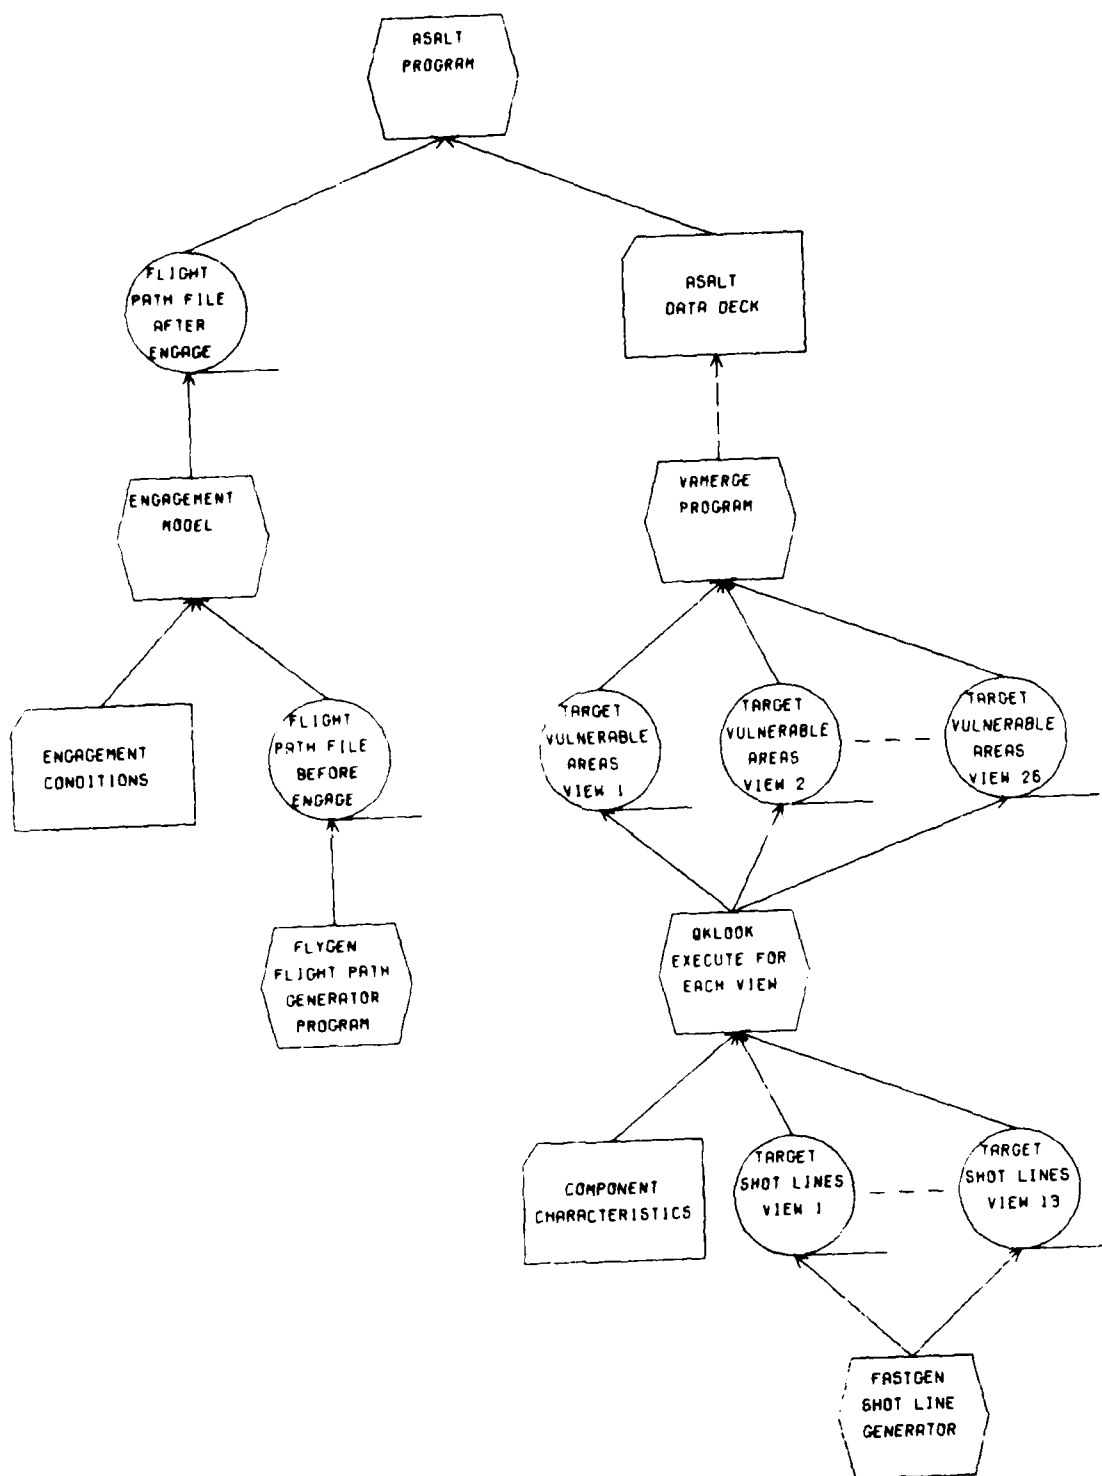 ASALT
PROGRAM
FLIGHT
PATH FILE
AFTER
ENGAGE
ASALT
DATA DECK
ENGAGEMENT
MODEL
VAMERGE
PROGRAM
ENGAGEMENT
CONDITIONS
FLIGHT
PATH FILE
BEFORE
ENGAGE
TARGET
VULNERABLE
AREAS
VIEW 1
TARGET
VULNERABLE
AREAS
VIEW 2
TARGET
VULNERABLE
AREAS
VIEW 26
FLYGEN
FLIGHT PATH
GENERATOR
PROGRAM
QKLOOK
EXECUTE FOR
EACH VIEW
COMPONENT
CHARACTERISTICS
TARGET
SHOT LINES
VIEW 1
TARGET
SHOT LINES
VIEW 13
FASTGEN
SHOT LINE
GENERATOR